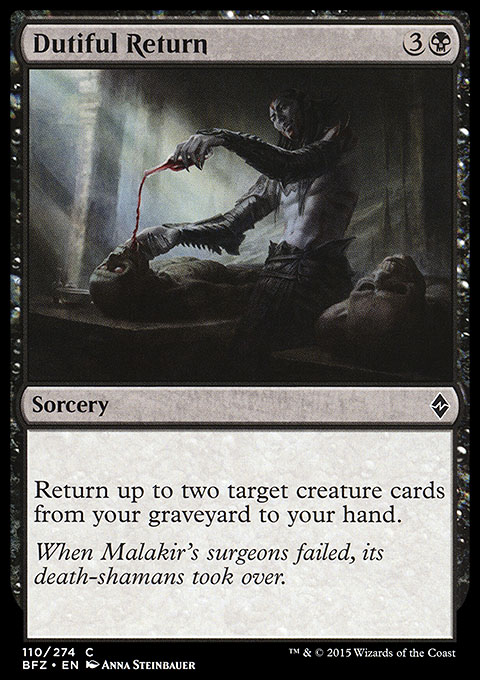 Dutiful Return 3
Sorcery
Return up to two target creature cards
from your graveyard to your hand.
When Malakir's surgeons failed, its
death-shamans took over.
110/274 C
BFZ • EN Anna Steinbauer
™ & © 2015 Wizards of the Coast